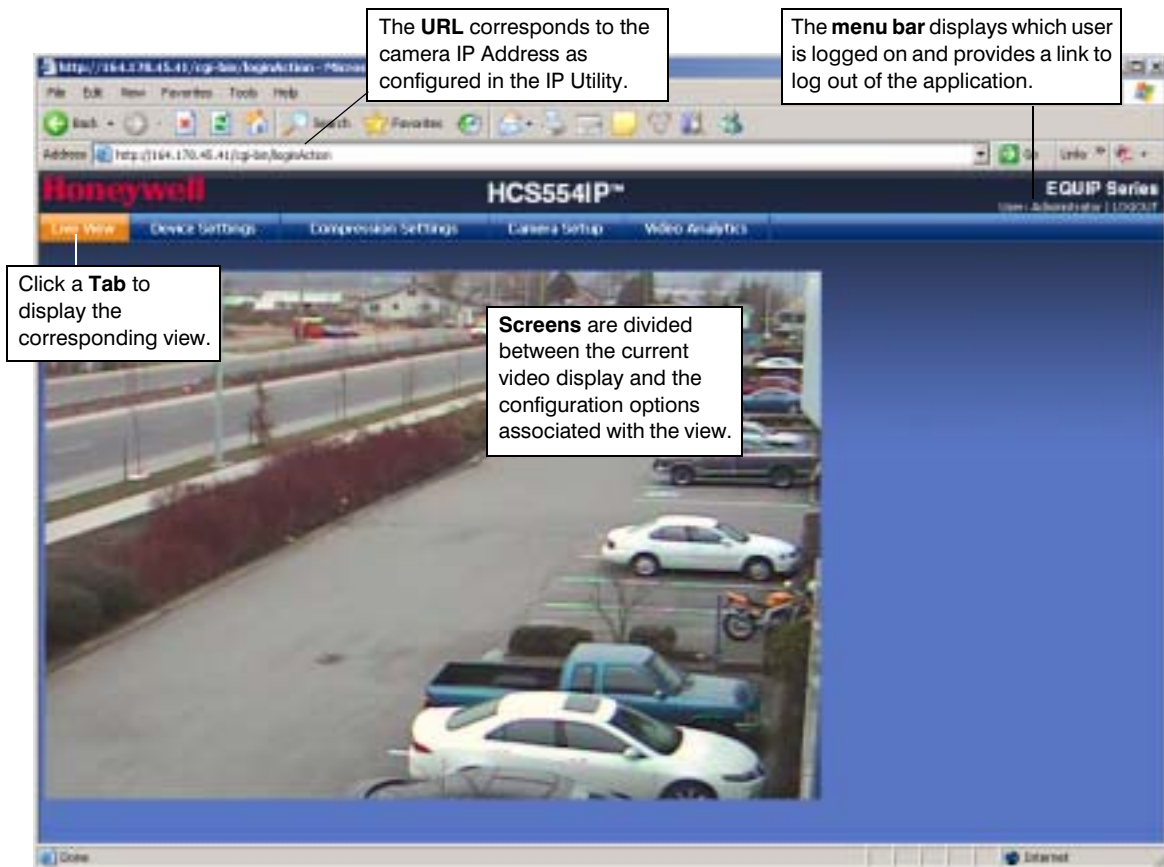 The URL corresponds to the
camera IP Address as
configured in the IP Utility.
The menu bar displays which user
is logged on and provides a link to
log out of the application.
http://164.178.45.41/cgi-bin/loginAction - Micros
File Edit View Favorites Tools Help
Back Search Favorites
Address http://164.178.45.41/cgi-bin/loginAction Go Links
Honeywell HCS554IP™ EQUIP Series
User: Administrator | LOGOUT
Live View Device Settings Compression Settings Camera Setup Video Analytics
Click a Tab to
display the
corresponding view.
Screens are divided
between the current
video display and the
configuration options
associated with the view.
Done Internet